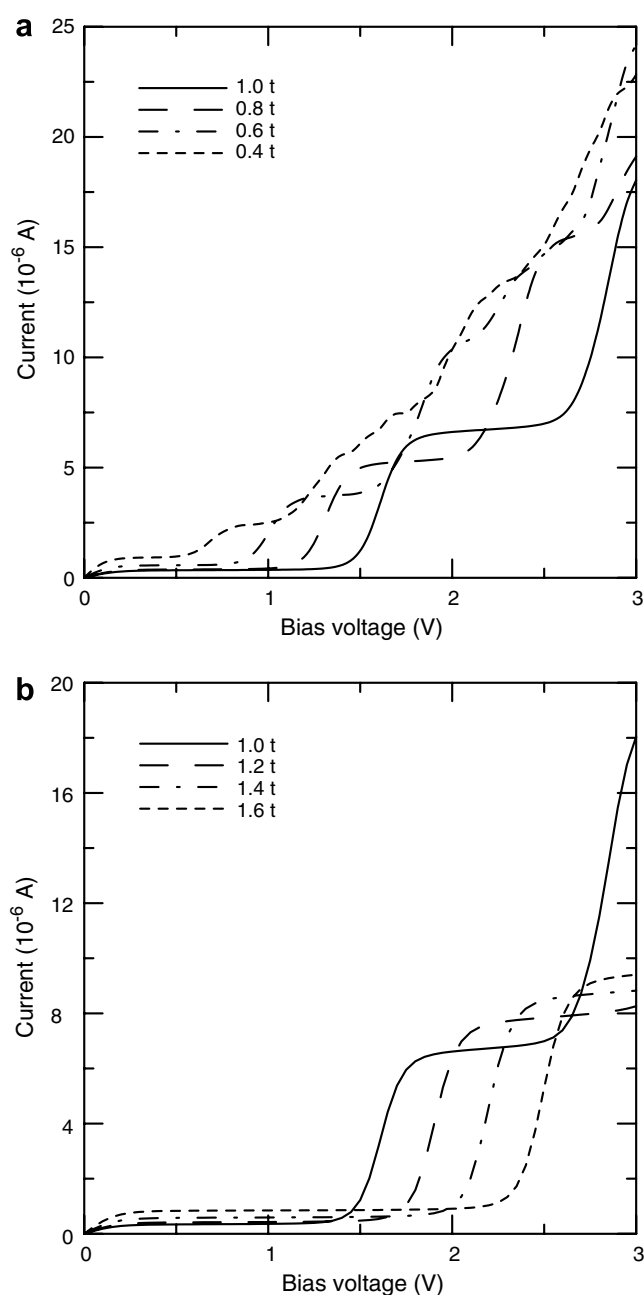 a
25
20
15
10
5
0
Current (10⁻⁶ A)
1.0 t
0.8 t
0.6 t
0.4 t
0 1 2 3
Bias voltage (V)
b
20
16
12
8
4
0
Current (10⁻⁶ A)
1.0 t
1.2 t
1.4 t
1.6 t
0 1 2 3
Bias voltage (V)